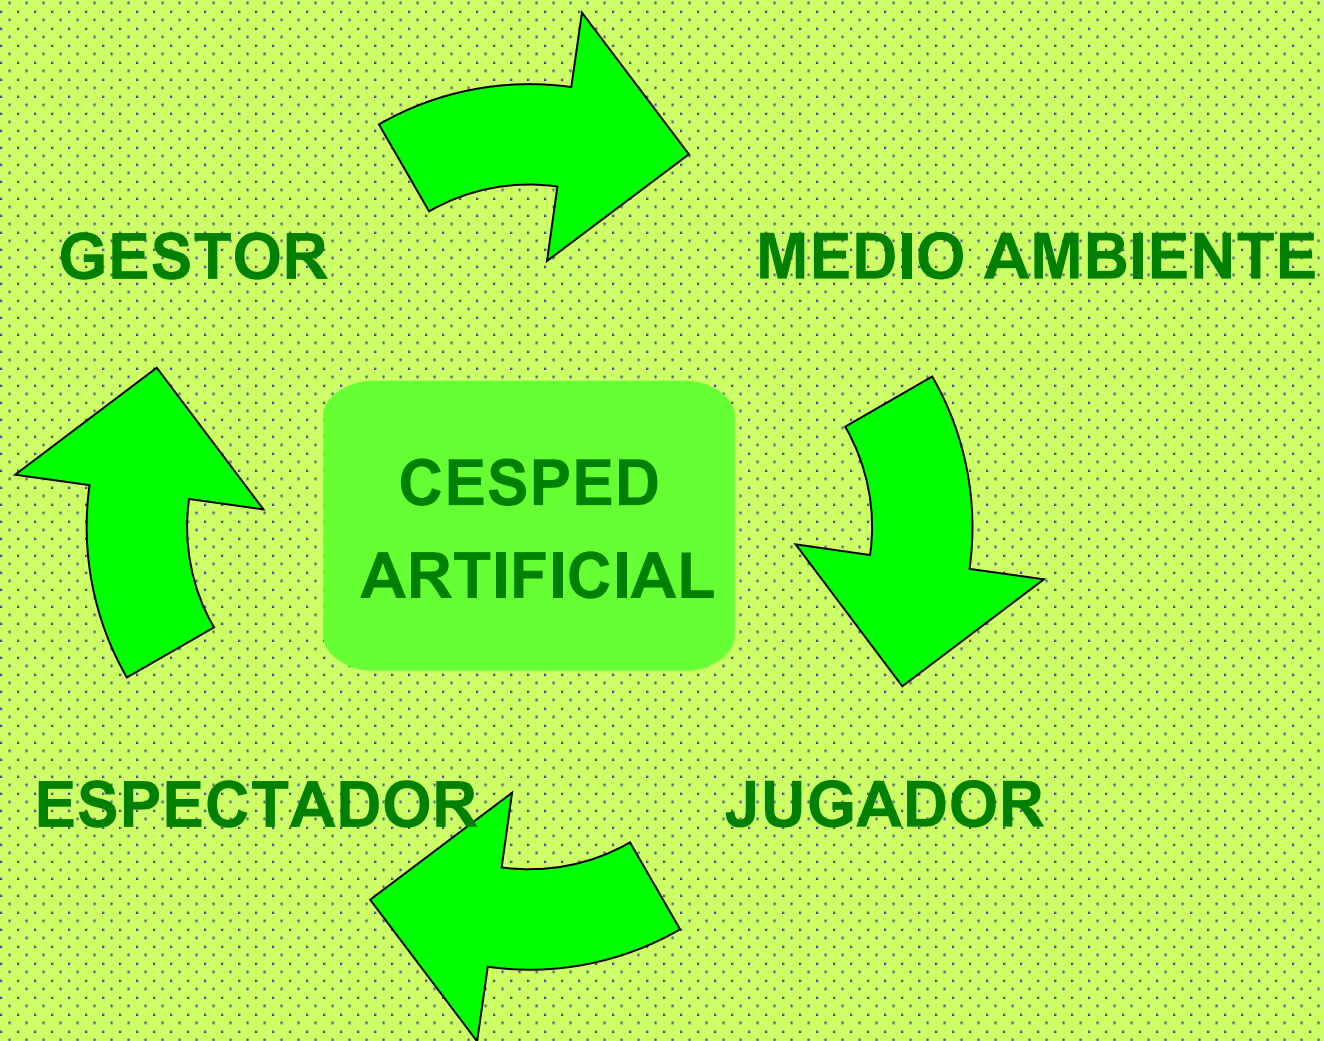 GESTOR
MEDIO AMBIENTE
CESPED
ARTIFICIAL
ESPECTADOR
JUGADOR